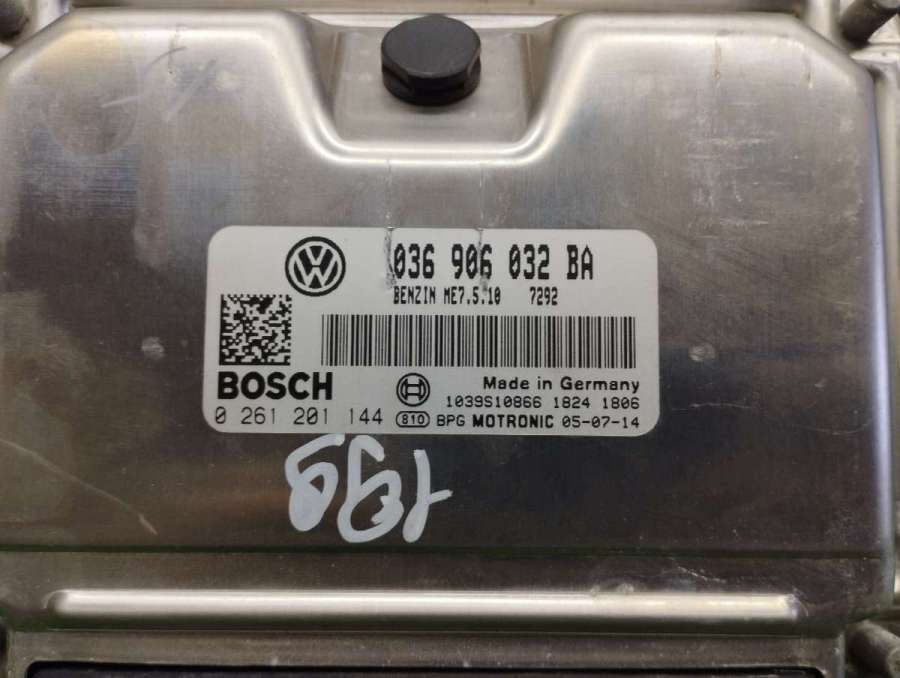 036 906 032 BA
BENZIN ME7.5.10 7292
BOSCH
Made in Germany
1039S10866 1824 1806
0 261 201 144
810 BPG MOTRONIC 05-07-14